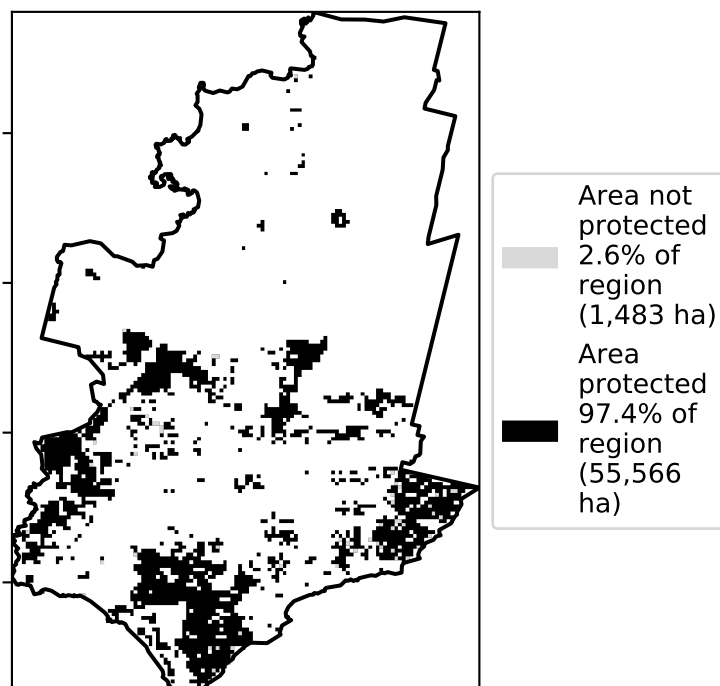 Area not
protected
2.6% of
region
(1,483 ha)
Area
protected
97.4% of
region
(55,566
ha)